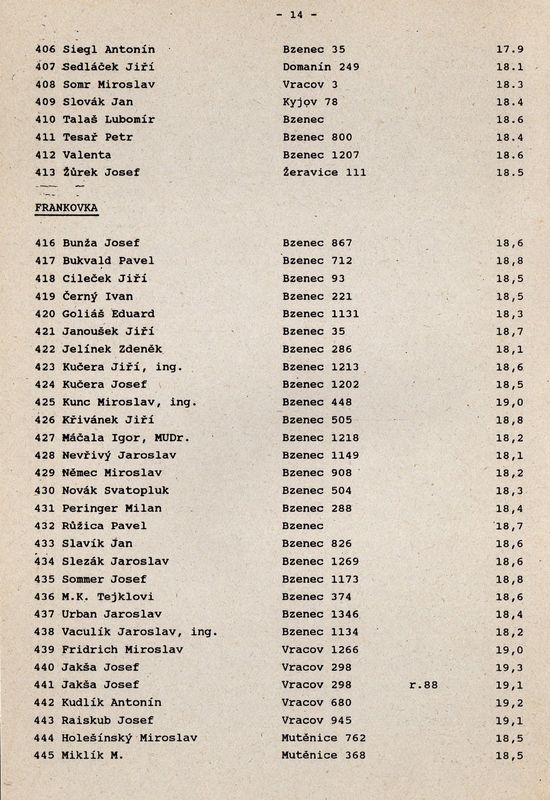 - 14 -
406 Siegl Antonín Bzenec 35 17.9
407 Sedláček Jiří Domanín 249 18.1
408 Somr Miroslav Vracov 3 18.3
409 Slovák Jan Kyjov 78 18.4
410 Talaš Lubomír Bzenec 18.6
411 Tesař Petr Bzenec 800 18.4
412 Valenta Bzenec 1207 18.6
413 Žůrek Josef Žeravice 111 18.5
FRANKOVKA
416 Bunža Josef Bzenec 867 18,6
417 Bukvald Pavel Bzenec 712 18,8
418 Cileček Jiří Bzenec 93 18,5
419 Černý Ivan Bzenec 221 18,5
420 Goliáš Eduard Bzenec 1131 18,3
421 Janoušek Jiří Bzenec 35 18,7
422 Jelínek Zdeněk Bzenec 286 18,1
423 Kučera Jiří, ing. Bzenec 1213 18,6
424 Kučera Josef Bzenec 1202 18,5
425 Kunc Miroslav, ing. Bzenec 448 19,0
426 Křivánek Jiří Bzenec 505 18,8
427 Máčala Igor, MUDr. Bzenec 1218 18,2
428 Nevřivý Jaroslav Bzenec 1149 18,1
429 Němec Miroslav Bzenec 908 18,2
430 Novák Svatopluk Bzenec 504 18,3
431 Peringer Milan Bzenec 288 18,4
432 Růžica Pavel Bzenec 18,7
433 Slavík Jan Bzenec 826 18,6
434 Slezák Jaroslav Bzenec 1269 18,6
435 Sommer Josef Bzenec 1173 18,8
436 M.K. Tejklovi Bzenec 374 18,6
437 Urban Jaroslav Bzenec 1346 18,4
438 Vaculík Jaroslav, ing. Bzenec 1134 18,2
439 Fridrich Miroslav Vracov 1266 19,0
440 Jakša Josef Vracov 298 19,3
441 Jakša Josef Vracov 298 r.88 19,1
442 Kudlík Antonín Vracov 680 19,2
443 Raiskub Josef Vracov 945 19,1
444 Holešínský Miroslav Mutěnice 762 18,5
445 Miklík M. Mutěnice 368 18,5